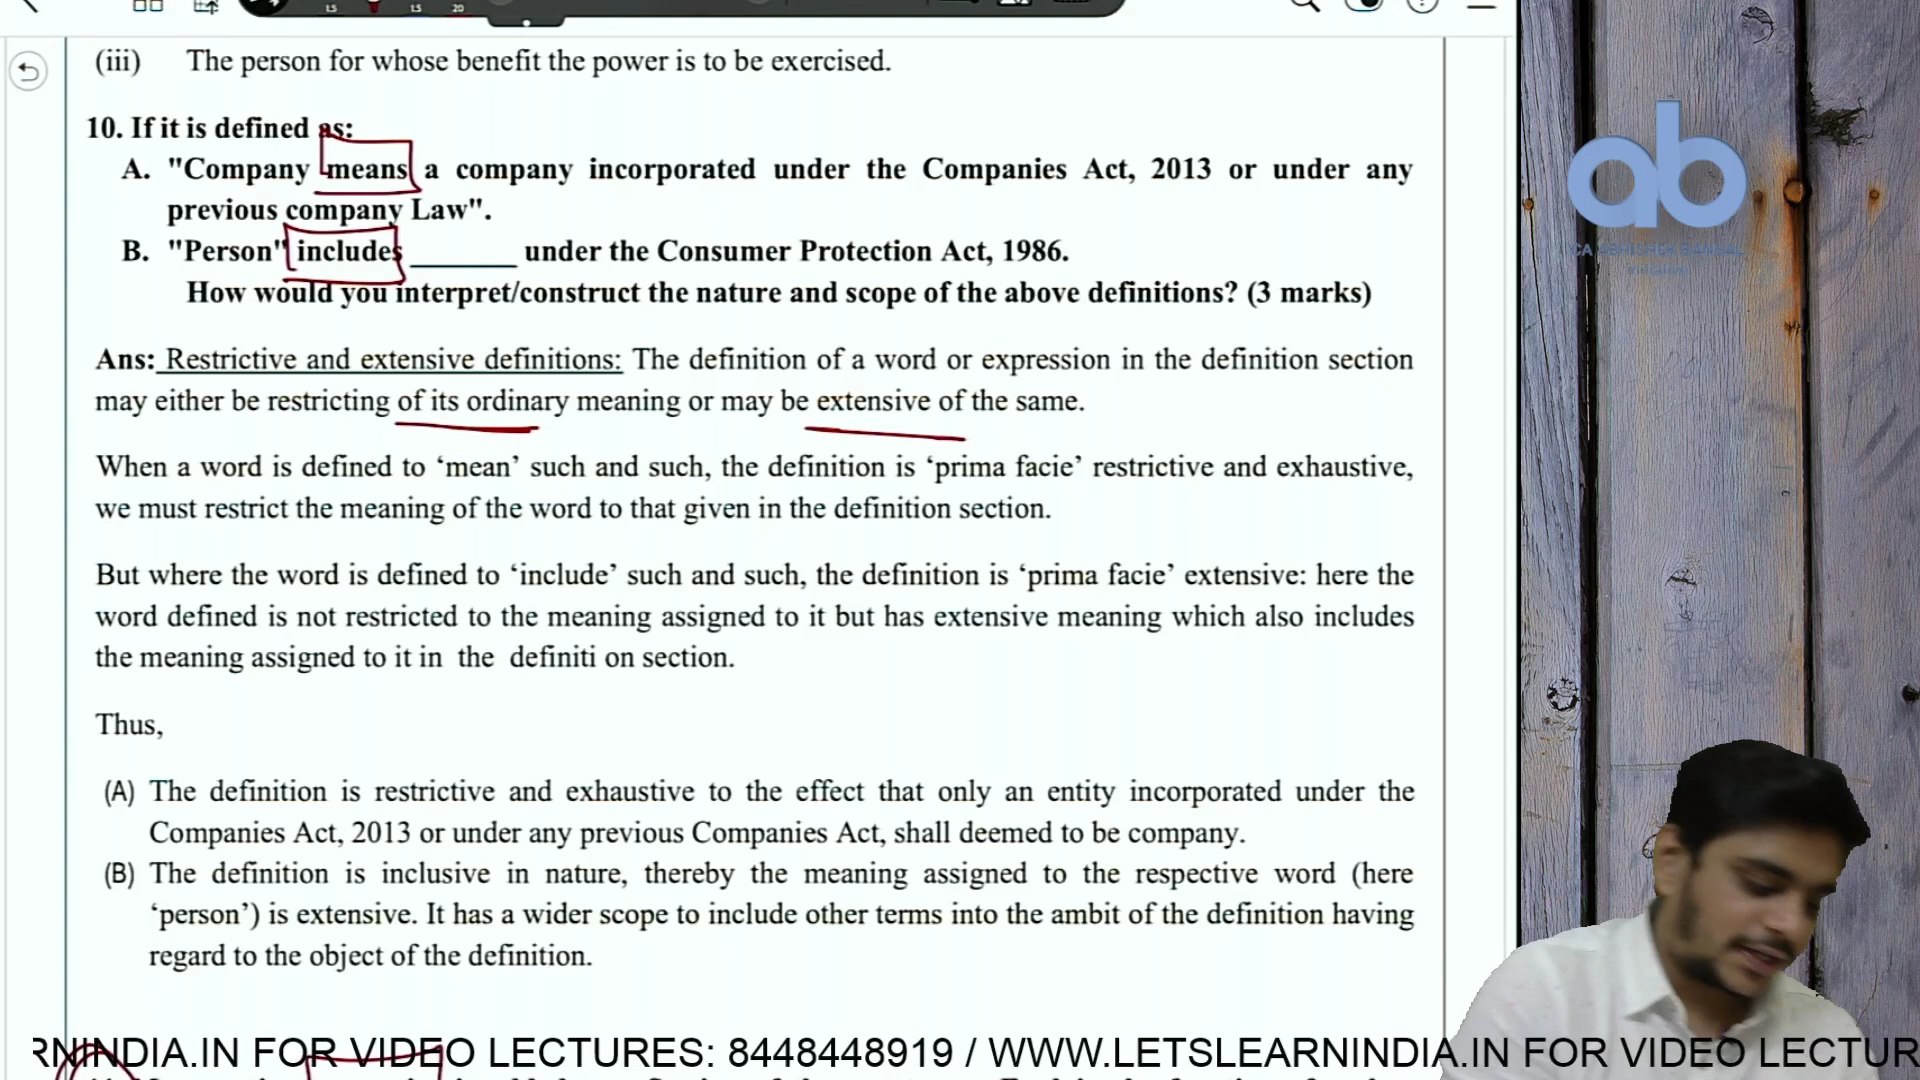 15
15
20
(iii) The person for whose benefit the power is to be exercised.
10. If it is defined as:
A. "Company means a company incorporated under the Companies Act, 2013 or under any
previous company Law".
B. "Person" includes ______ under the Consumer Protection Act, 1986.
How would you interpret/construct the nature and scope of the above definitions? (3 marks)
Ans: Restrictive and extensive definitions: The definition of a word or expression in the definition section
may either be restricting of its ordinary meaning or may be extensive of the same.
When a word is defined to ‘mean’ such and such, the definition is ‘prima facie’ restrictive and exhaustive,
we must restrict the meaning of the word to that given in the definition section.
But where the word is defined to ‘include’ such and such, the definition is ‘prima facie’ extensive: here the
word defined is not restricted to the meaning assigned to it but has extensive meaning which also includes
the meaning assigned to it in the definiti on section.
Thus,
(A) The definition is restrictive and exhaustive to the effect that only an entity incorporated under the
Companies Act, 2013 or under any previous Companies Act, shall deemed to be company.
(B) The definition is inclusive in nature, thereby the meaning assigned to the respective word (here
‘person’) is extensive. It has a wider scope to include other terms into the ambit of the definition having
regard to the object of the definition.
ab
RNINDIA.IN FOR VIDEO LECTURES: 8448448919 / WWW.LETSLEARNINDIA.IN FOR VIDEO LECTUR